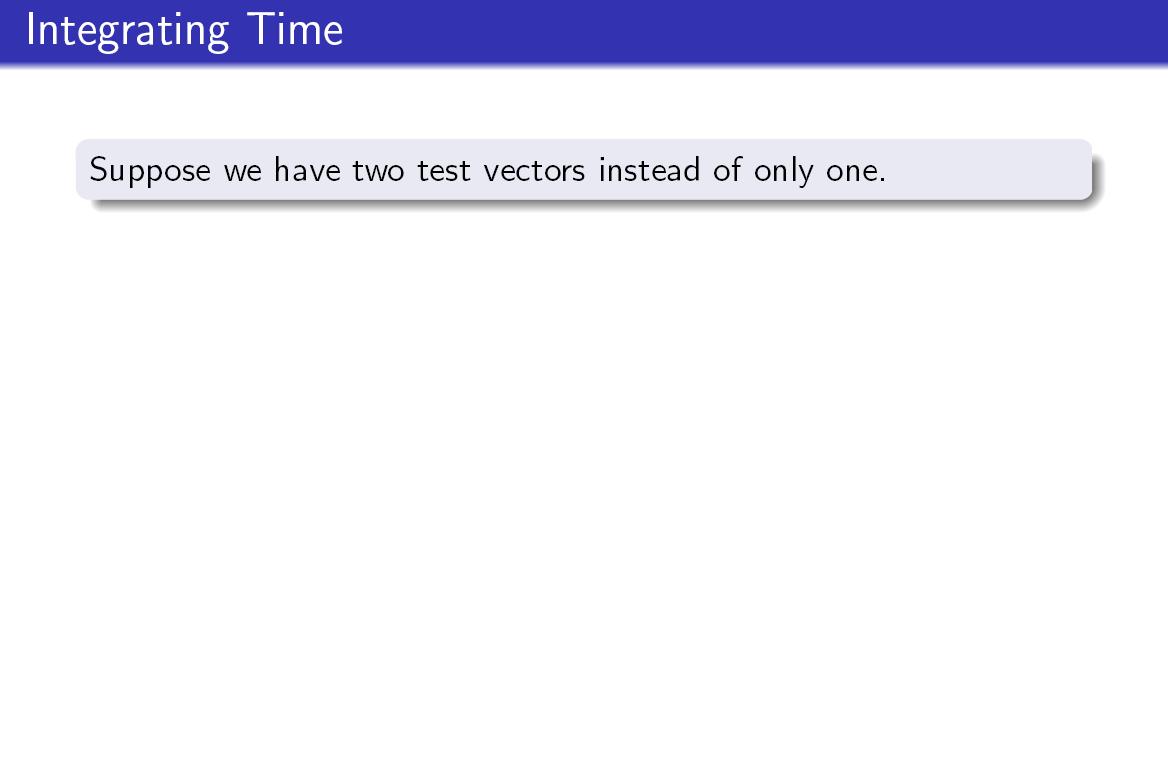 Integrating Time
Suppose we have two test vectors instead of only one.